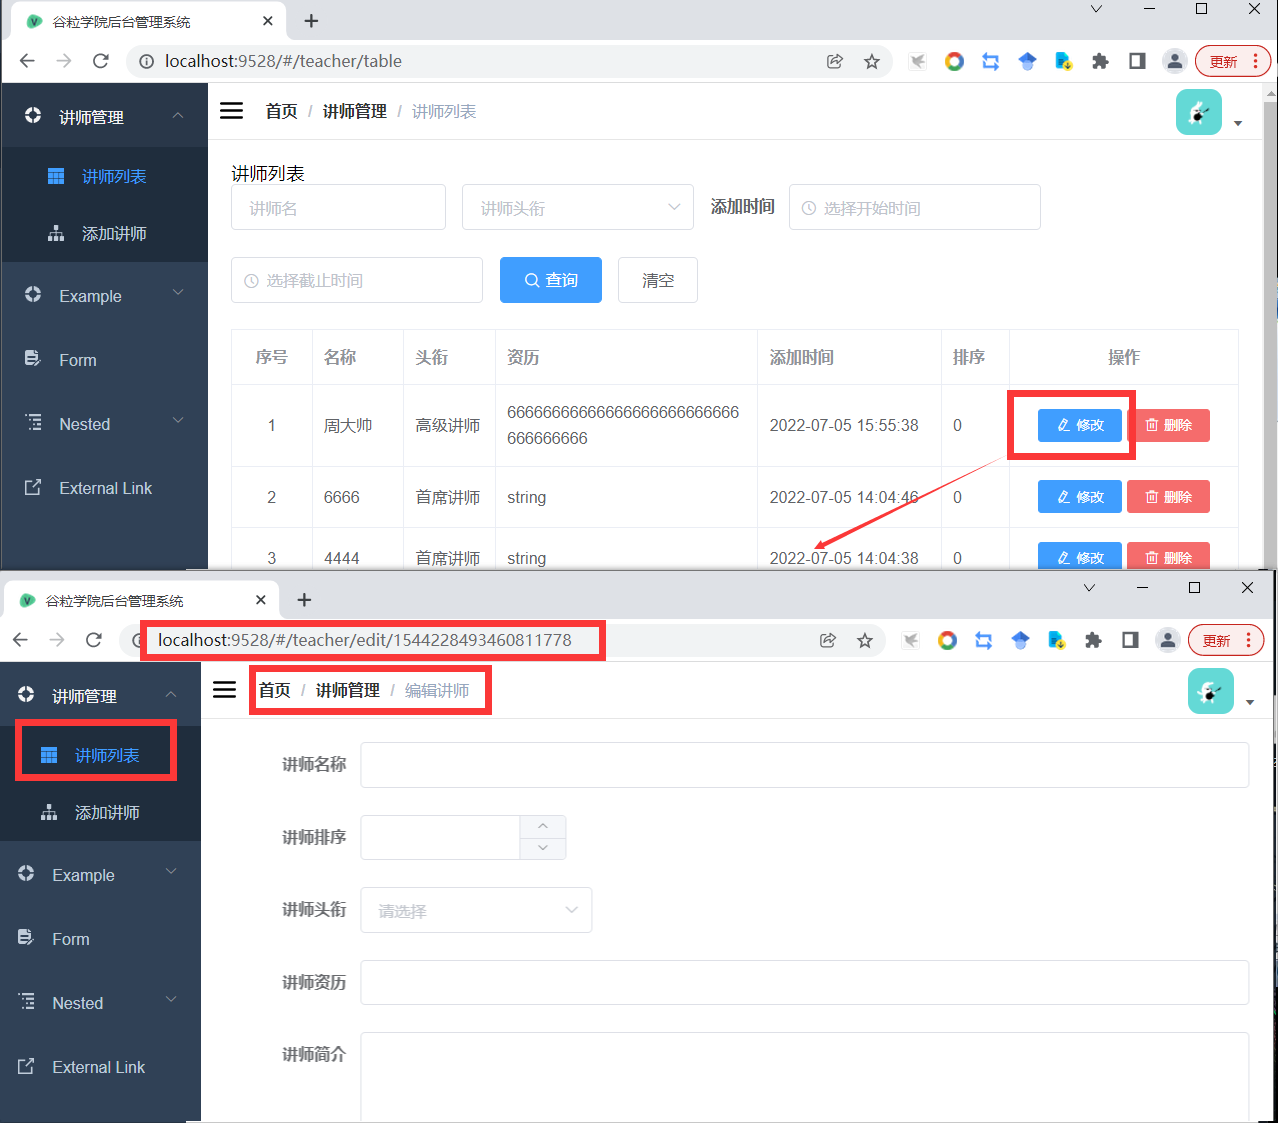 谷粒学院后台管理系统
localhost:9528/#/teacher/table
更新
讲师管理
首页 / 讲师管理 / 讲师列表
讲师列表
添加讲师
Example
Form
Nested
External Link
讲师列表
讲师名
讲师头衔
添加时间
选择开始时间
选择截止时间
查询
清空
序号 名称 头衔 资历 添加时间 排序 操作
1 周大帅 高级讲师 66666666666666666666666666 2022-07-05 15:55:38 0 修改 删除
666666666
2 6666 首席讲师 string 2022-07-05 14:04:46 0 修改 删除
3 4444 首席讲师 string 2022-07-05 14:04:38 0 修改 删除
谷粒学院后台管理系统
localhost:9528/#/teacher/edit/1544228493460811778
更新
讲师管理
首页 / 讲师管理 / 编辑讲师
讲师列表
添加讲师
Example
Form
Nested
External Link
讲师名称
讲师排序
讲师头衔
请选择
讲师资历
讲师简介